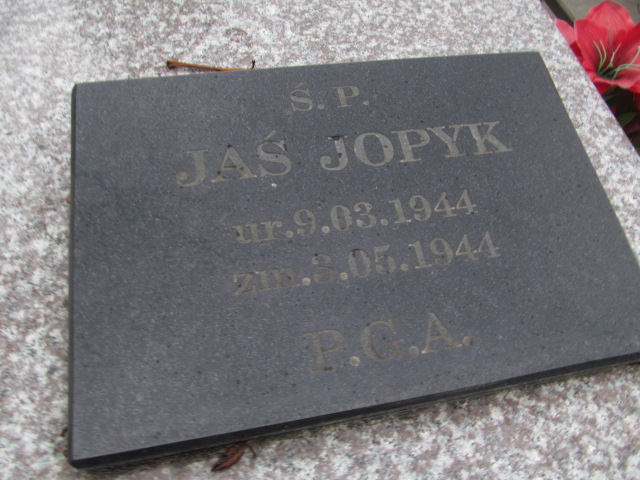 Ś. P.
JAŚ JOPYK
ur.9.03.1944
zm.3.05.1944
P.G.A.